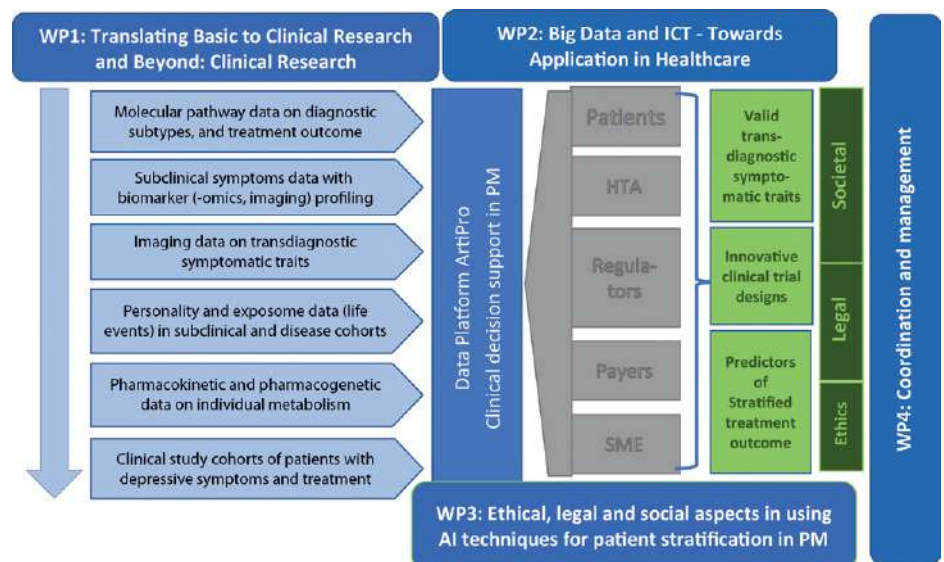 WP1: Translating Basic to Clinical Research
and Beyond: Clinical Research
WP2: Big Data and ICT - Towards
Application in Healthcare
Molecular pathway data on diagnostic
subtypes, and treatment outcome
Subclinical symptoms data with
biomarker (-omics, imaging) profiling
Imaging data on transdiagnostic
symptomatic traits
Personality and exposome data (life
events) in subclinical and disease cohorts
Pharmacokinetic and pharmacogenetic
data on individual metabolism
Clinical study cohorts of patients with
depressive symptoms and treatment
Data Platform ArtiPro
Clinical decision support in PM
Patients
HTA
Regula-
tors
Payers
SME
Valid
trans-
diagnostic
sympto-
matic traits
Innovative
clinical trial
designs
Predictors
of
Stratified
treatment
outcome
Societal
Legal
Ethics
WP3: Ethical, legal and social aspects in using
AI techniques for patient stratification in PM
WP4: Coordination and management